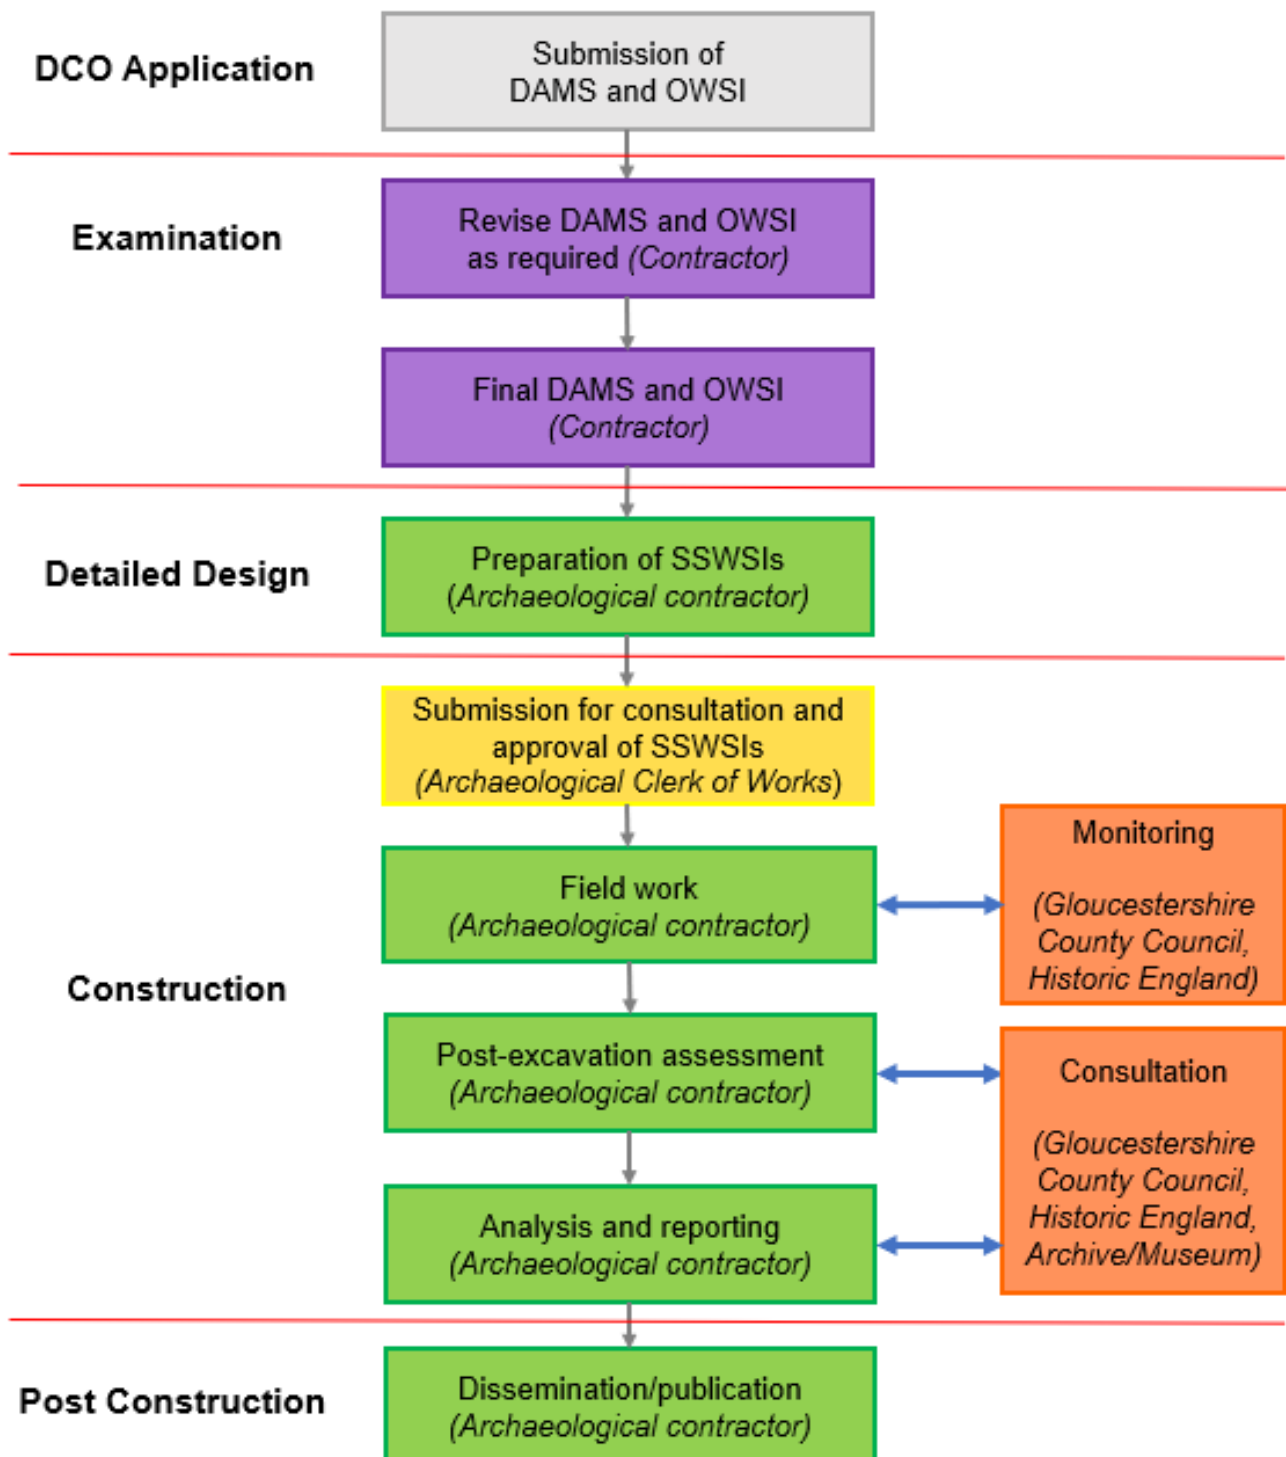 DCO Application
Submission of
DAMS and OWSI
Examination
Revise DAMS and OWSI
as required (Contractor)
Final DAMS and OWSI
(Contractor)
Detailed Design
Preparation of SSWSIs
(Archaeological contractor)
Submission for consultation and
approval of SSWSIs
(Archaeological Clerk of Works)
Construction
Field work
(Archaeological contractor)
Monitoring
(Gloucestershire
County Council,
Historic England)
Post-excavation assessment
(Archaeological contractor)
Consultation
(Gloucestershire
County Council,
Historic England,
Archive/Museum)
Analysis and reporting
(Archaeological contractor)
Post Construction
Dissemination/publication
(Archaeological contractor)